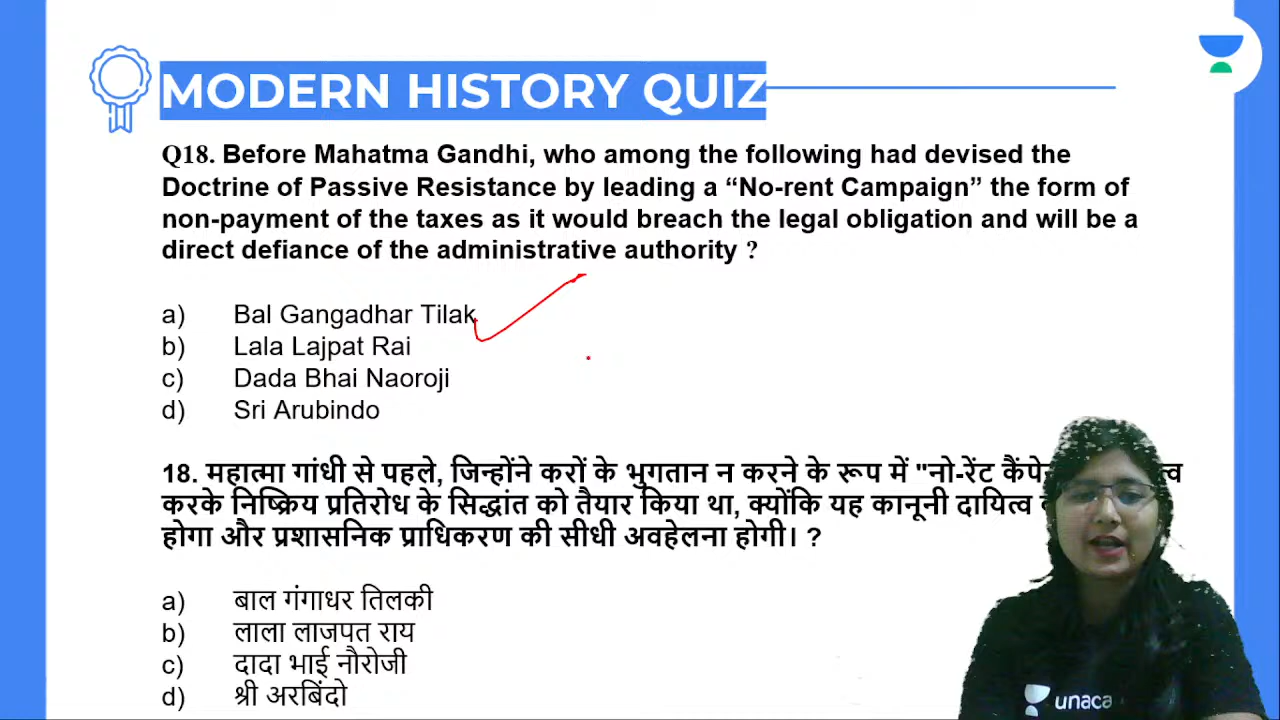 MODERN HISTORY QUIZ
Q18. Before Mahatma Gandhi, who among the following had devised the
Doctrine of Passive Resistance by leading a “No-rent Campaign” the form of
non-payment of the taxes as it would breach the legal obligation and will be a
direct defiance of the administrative authority ?
a) Bal Gangadhar Tilak
b) Lala Lajpat Rai
c) Dada Bhai Naoroji
d) Sri Arubindo
18. महात्मा गांधी से पहले, जिन्होंने करों के भुगतान न करने के रूप में "नो-रेंट
करके निष्क्रिय प्रतिरोध के सिद्धांत को तैयार किया था, क्योंकि यह कानूनी दायित्व
होगा और प्रशासनिक प्राधिकरण की सीधी अवहेलना होगी। ?
a) बाल गंगाधर तिलकी
b) लाला लाजपत राय
c) दादा भाई नौरोजी
d) श्री अरबिंदो